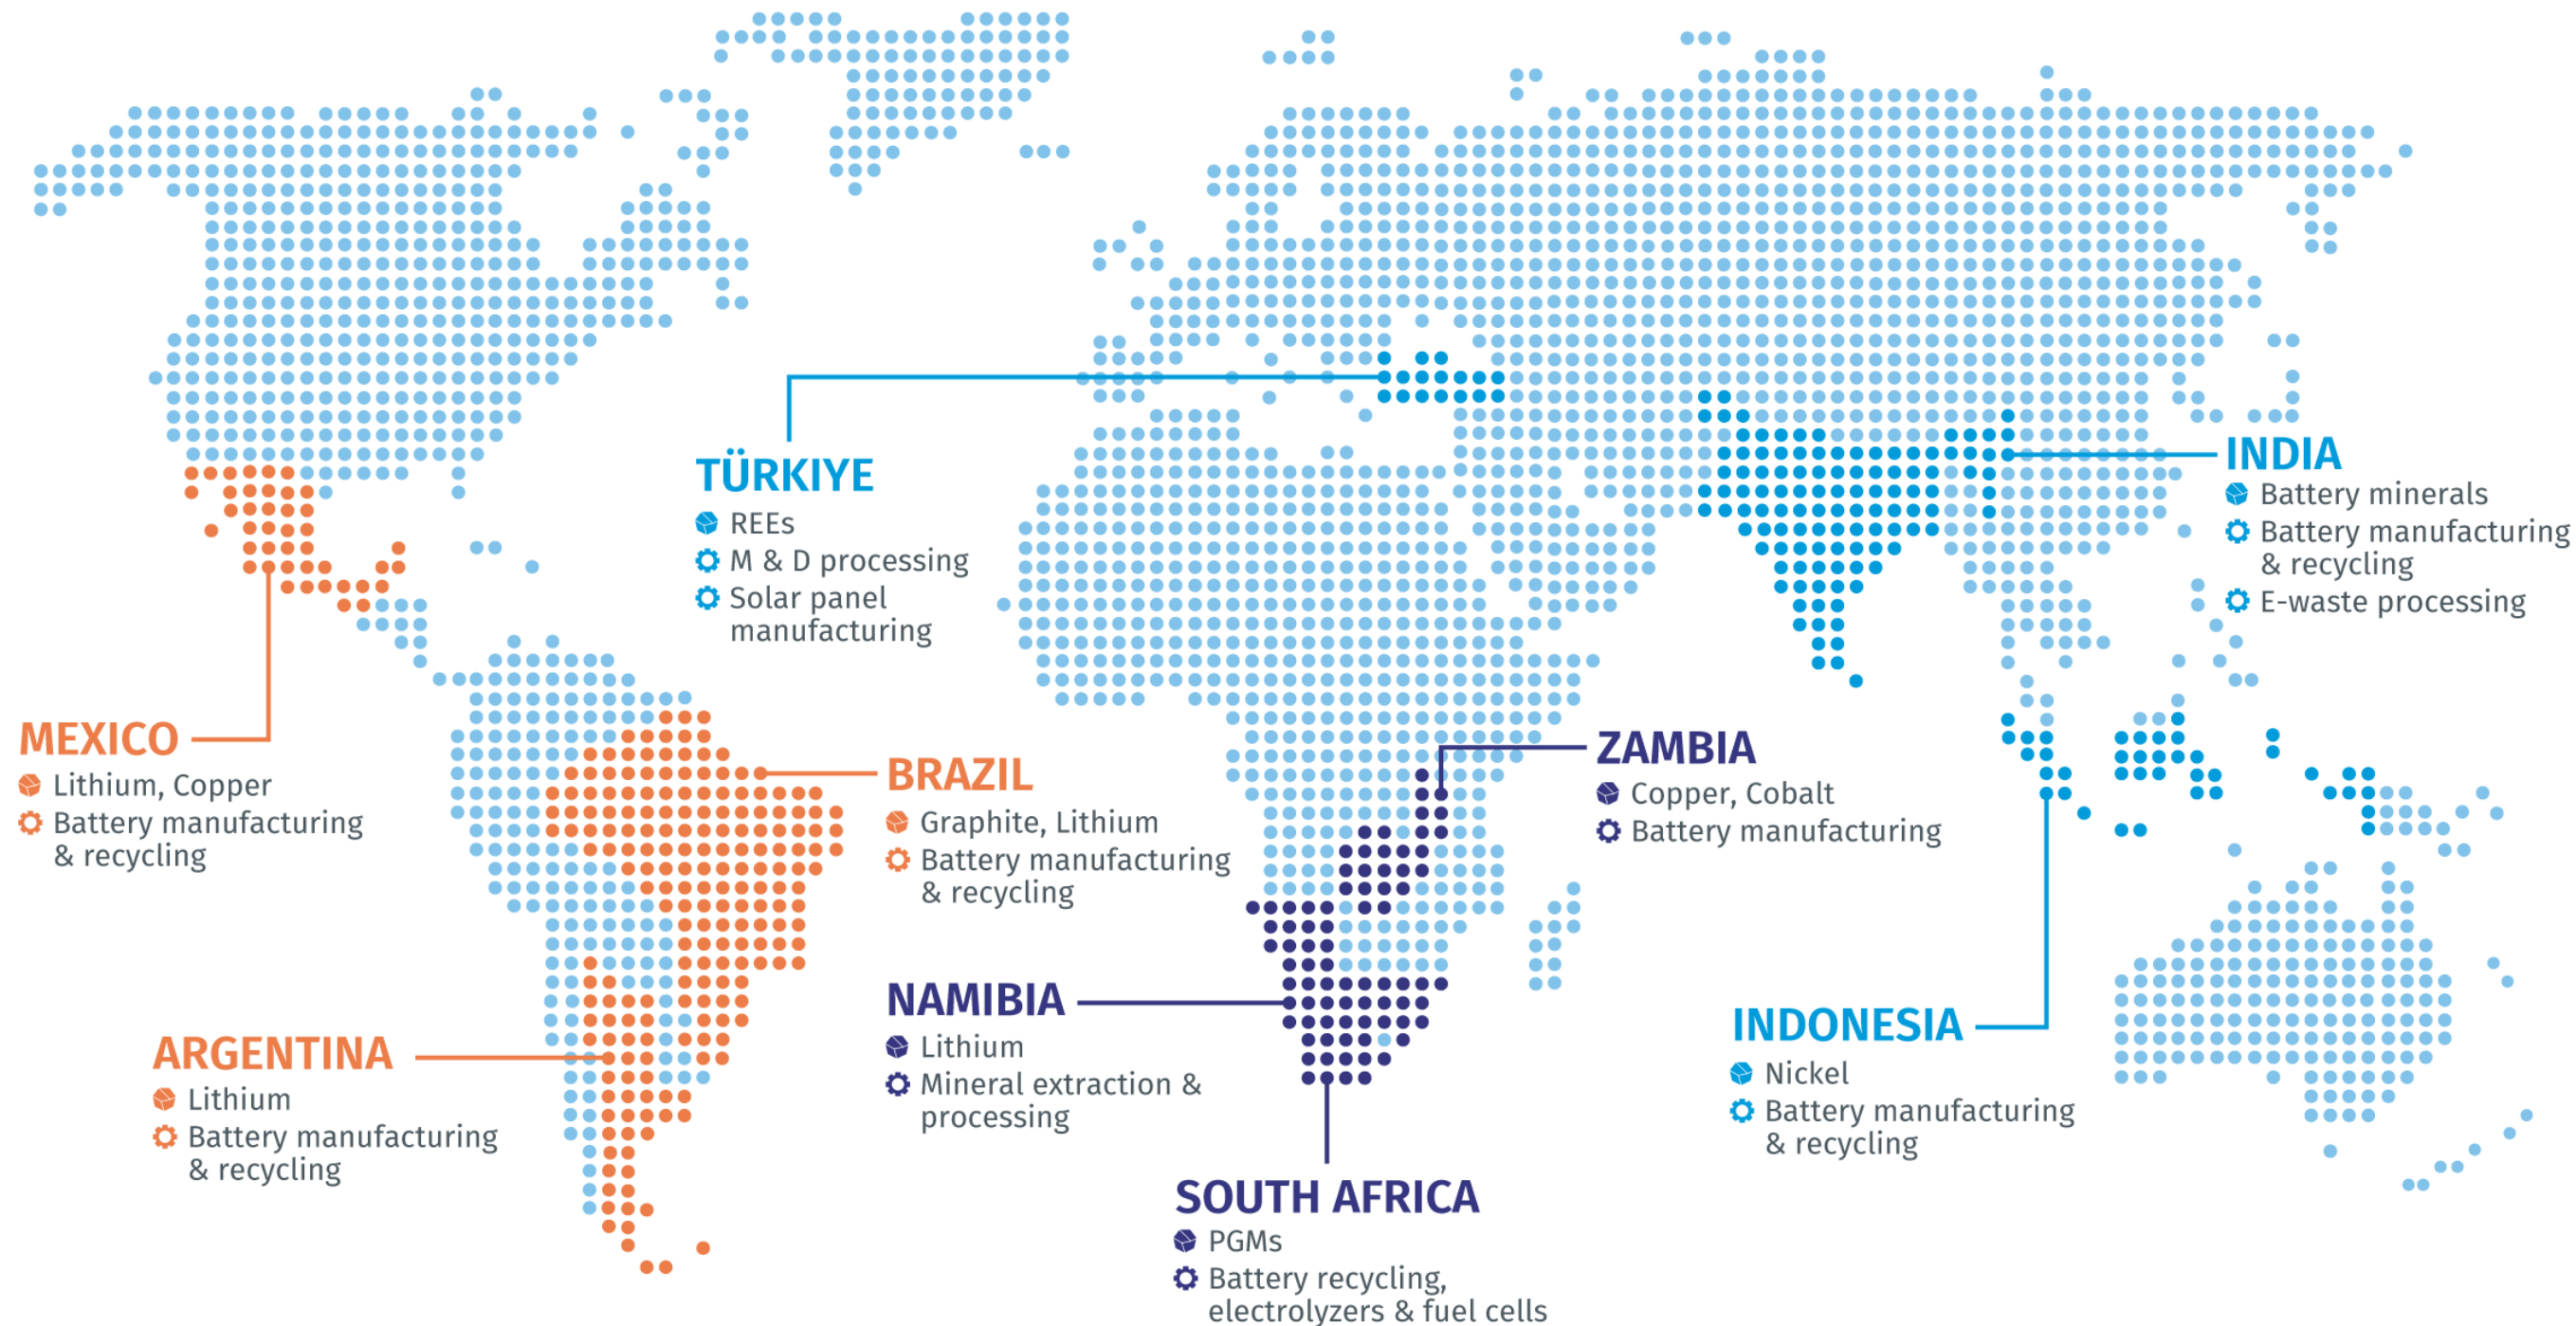 TÜRKIYE
REEs
M & D processing
Solar panel
manufacturing
INDIA
Battery minerals
Battery manufacturing
& recycling
E-waste processing
MEXICO
Lithium, Copper
Battery manufacturing
& recycling
BRAZIL
Graphite, Lithium
Battery manufacturing
& recycling
ZAMBIA
Copper, Cobalt
Battery manufacturing
ARGENTINA
Lithium
Battery manufacturing
& recycling
NAMIBIA
Lithium
Mineral extraction &
processing
INDONESIA
Nickel
Battery manufacturing
& recycling
SOUTH AFRICA
PGMs
Battery recycling,
electrolyzers & fuel cells